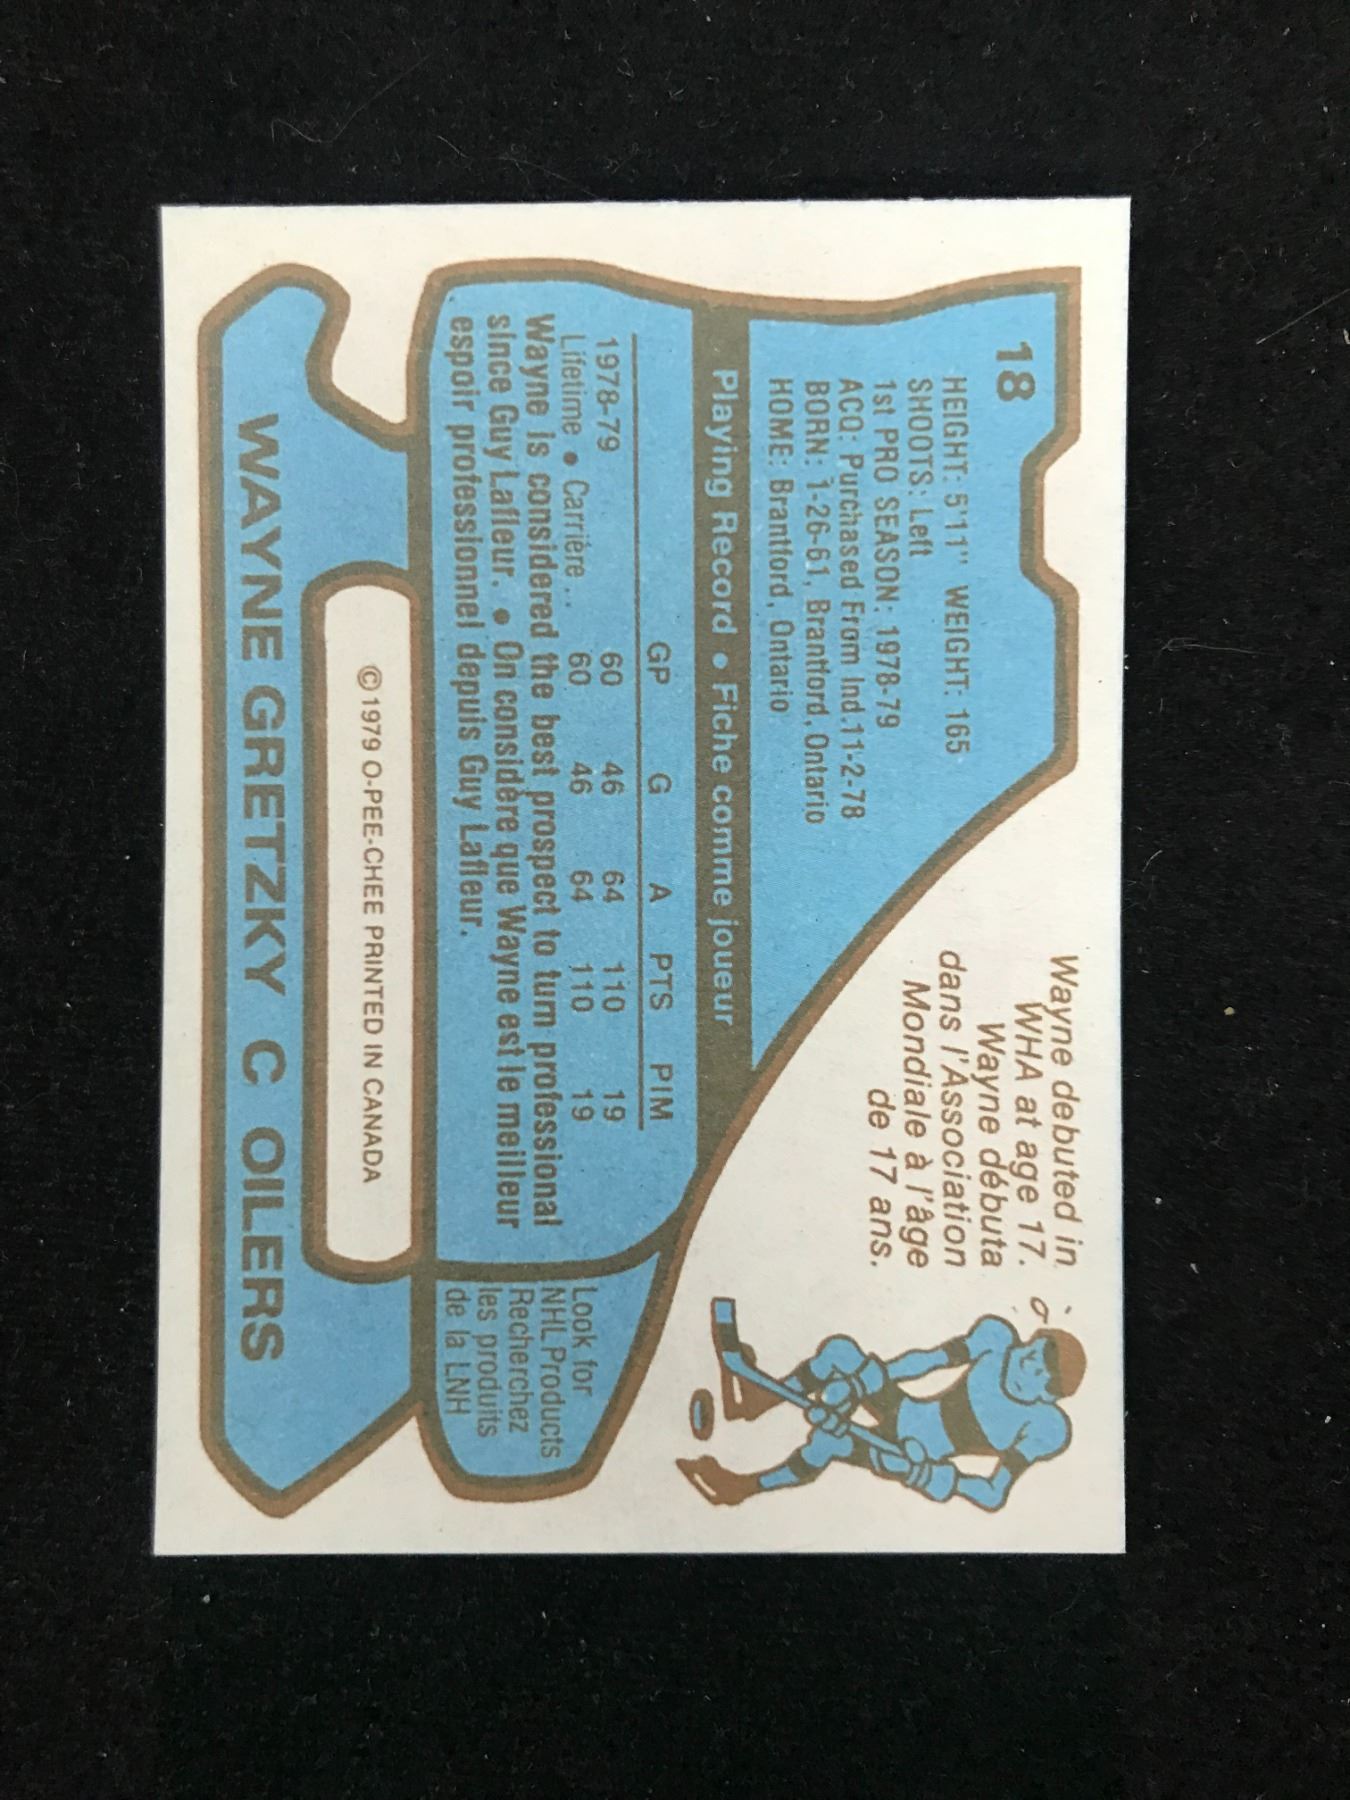 18
HEIGHT: 5'11" WEIGHT: 165
SHOOTS: Left
1st PRO SEASON: 1978-79
ACQ: Purchased From Ind. 11-2-78
BORN: 1-26-61, Brantford, Ontario
HOME: Brantford, Ontario
Wayne debuted in
WHA at age 17.
Wayne débuta
dans l'Association
Mondiale à l'âge
de 17 ans.
Playing Record • Fiche comme joueur
GP G A PTS PIM
1978-79 60 46 64 110 19
Lifetime • Carrière .. 60 46 64 110 19
Wayne is considered the best prospect to turn professional
since Guy Lafleur. • On considère que Wayne est le meilleur
espoir professionnel depuis Guy Lafleur.
Look for
NHL Products
Recherchez
les produits
de la LNH
© 1979 O-PEE-CHEE PRINTED IN CANADA
WAYNE GRETZKY C OILERS